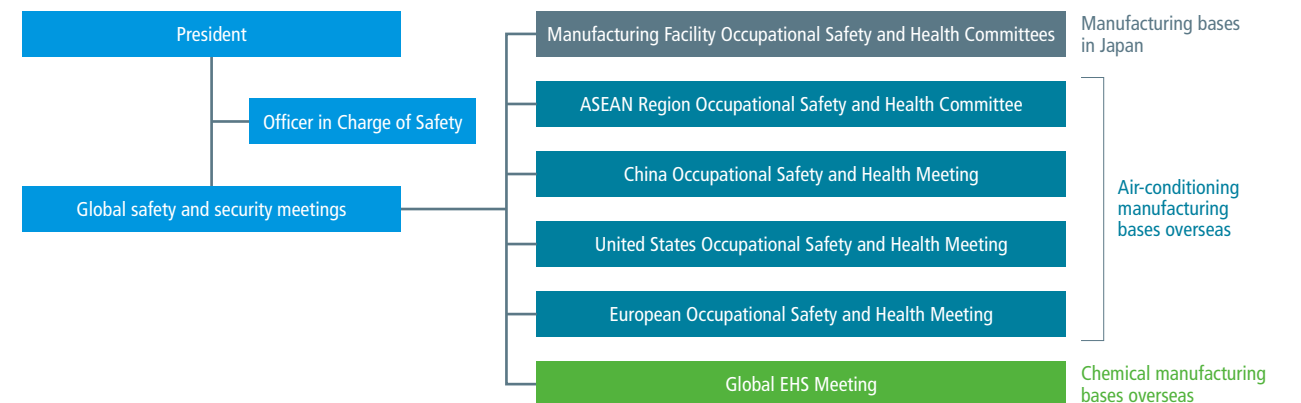 President
Officer in Charge of Safety
Global safety and security meetings
Manufacturing Facility Occupational Safety and Health Committees
Manufacturing bases
in Japan
ASEAN Region Occupational Safety and Health Committee
China Occupational Safety and Health Meeting
United States Occupational Safety and Health Meeting
European Occupational Safety and Health Meeting
Air-conditioning
manufacturing
bases overseas
Global EHS Meeting
Chemical manufacturing
bases overseas